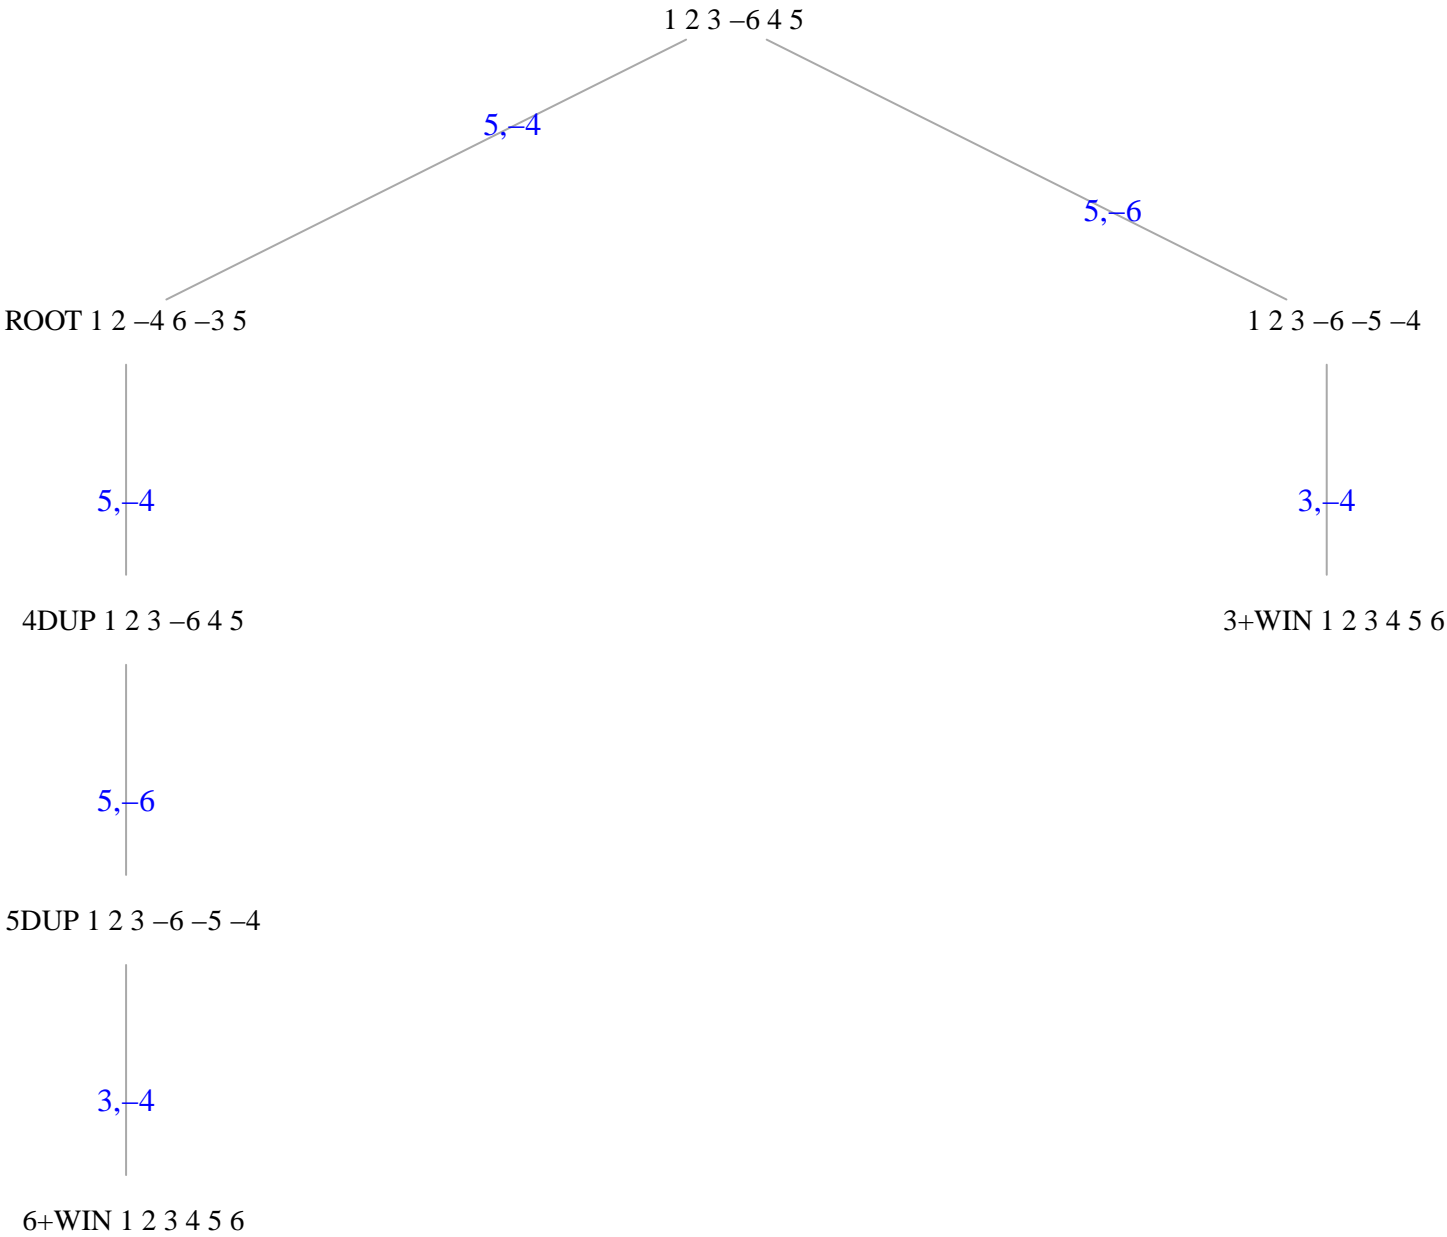 1 2 3 −6 4 5
5,−4
5,−6
ROOT 1 2 −4 6 −3 5
1 2 3 −6 −5 −4
5,−4
3,−4
4DUP 1 2 3 −6 4 5
3+WIN 1 2 3 4 5 6
5,−6
5DUP 1 2 3 −6 −5 −4
3,−4
6+WIN 1 2 3 4 5 6